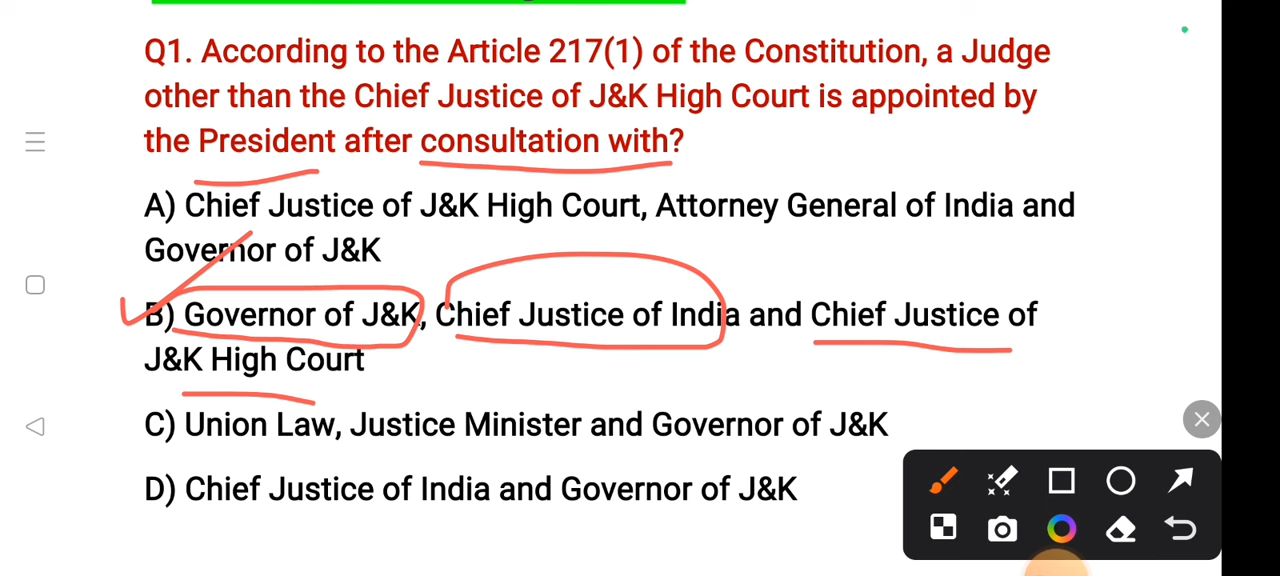 Q1. According to the Article 217(1) of the Constitution, a Judge
other than the Chief Justice of J&K High Court is appointed by
the President after consultation with?
A) Chief Justice of J&K High Court, Attorney General of India and
Governor of J&K
B) Governor of J&K, Chief Justice of India and Chief Justice of
J&K High Court
C) Union Law, Justice Minister and Governor of J&K
D) Chief Justice of India and Governor of J&K